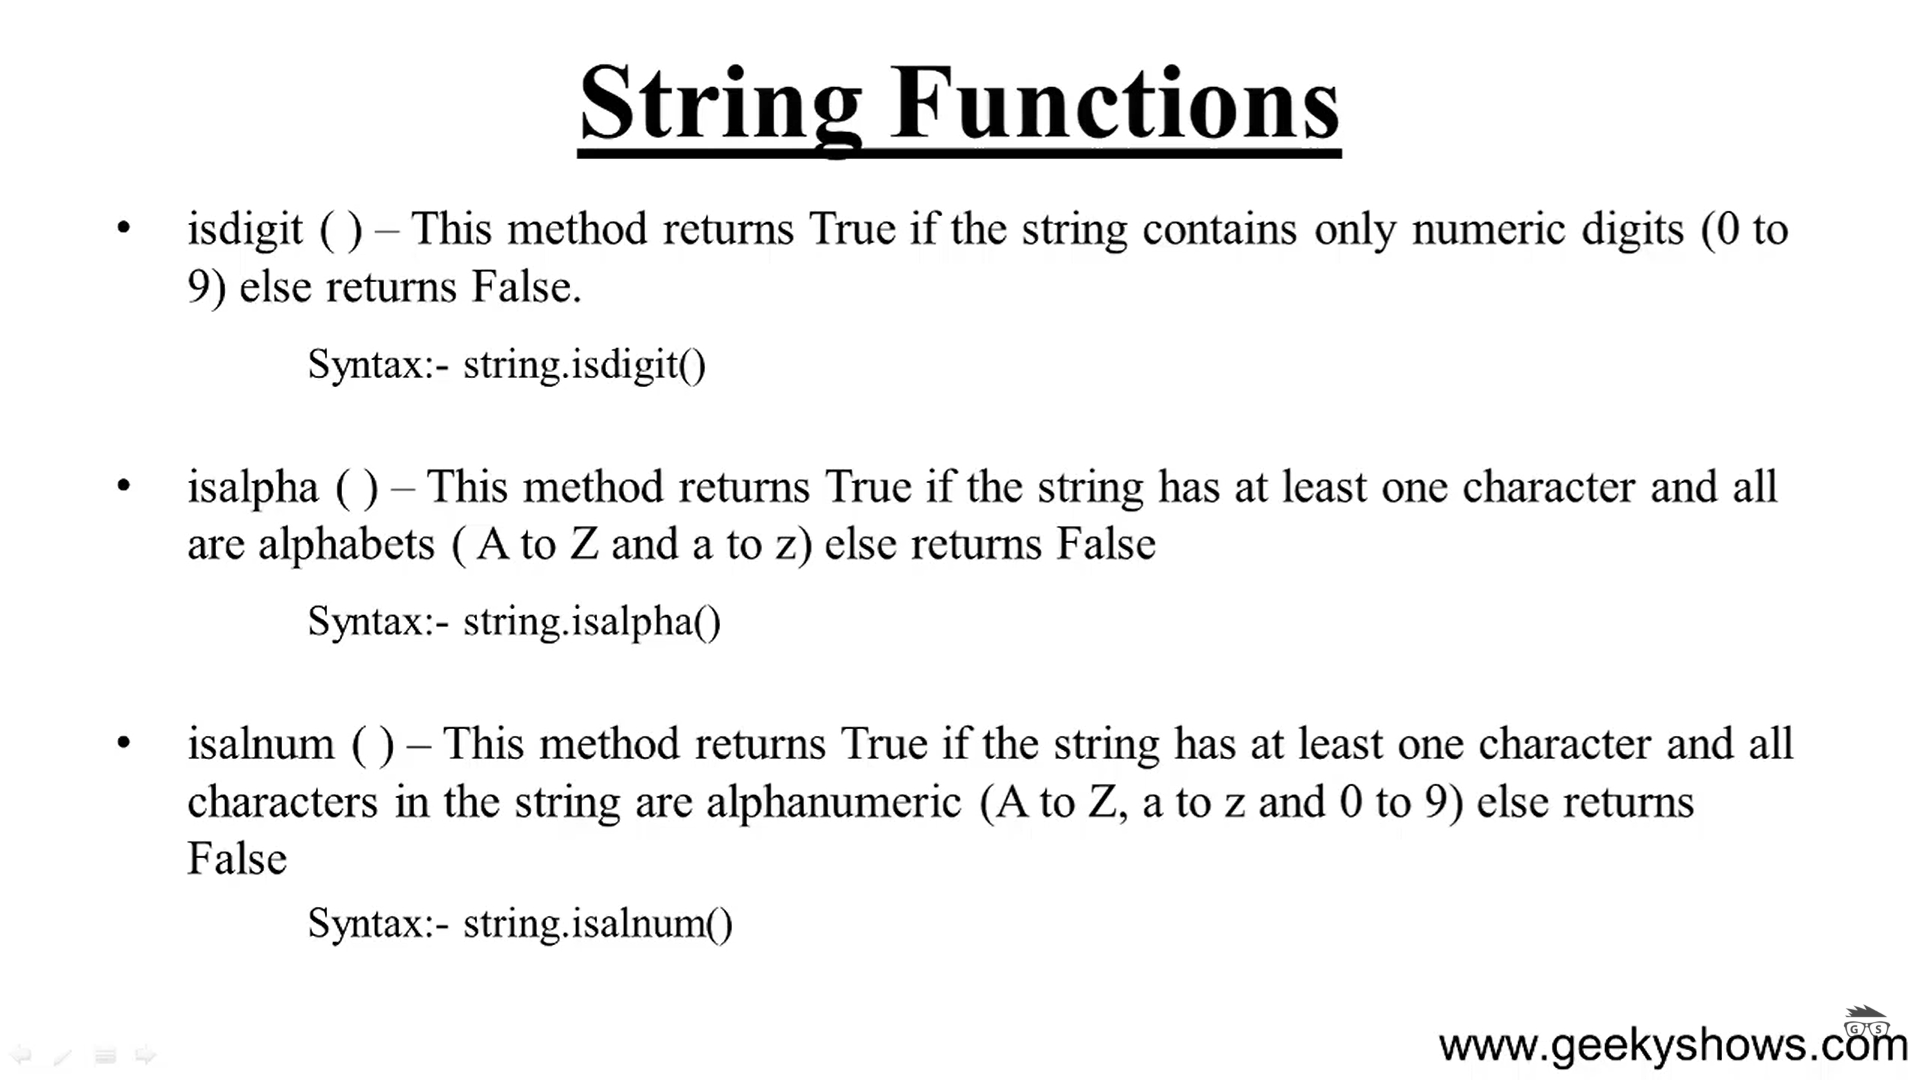 String Functions
• isdigit ( ) – This method returns True if the string contains only numeric digits (0 to
9) else returns False.
Syntax:- string.isdigit()
• isalpha ( ) – This method returns True if the string has at least one character and all
are alphabets ( A to Z and a to z) else returns False
Syntax:- string.isalpha()
• isalnum ( ) – This method returns True if the string has at least one character and all
characters in the string are alphanumeric (A to Z, a to z and 0 to 9) else returns
False
Syntax:- string.isalnum()
G S
www.geekyshows.com